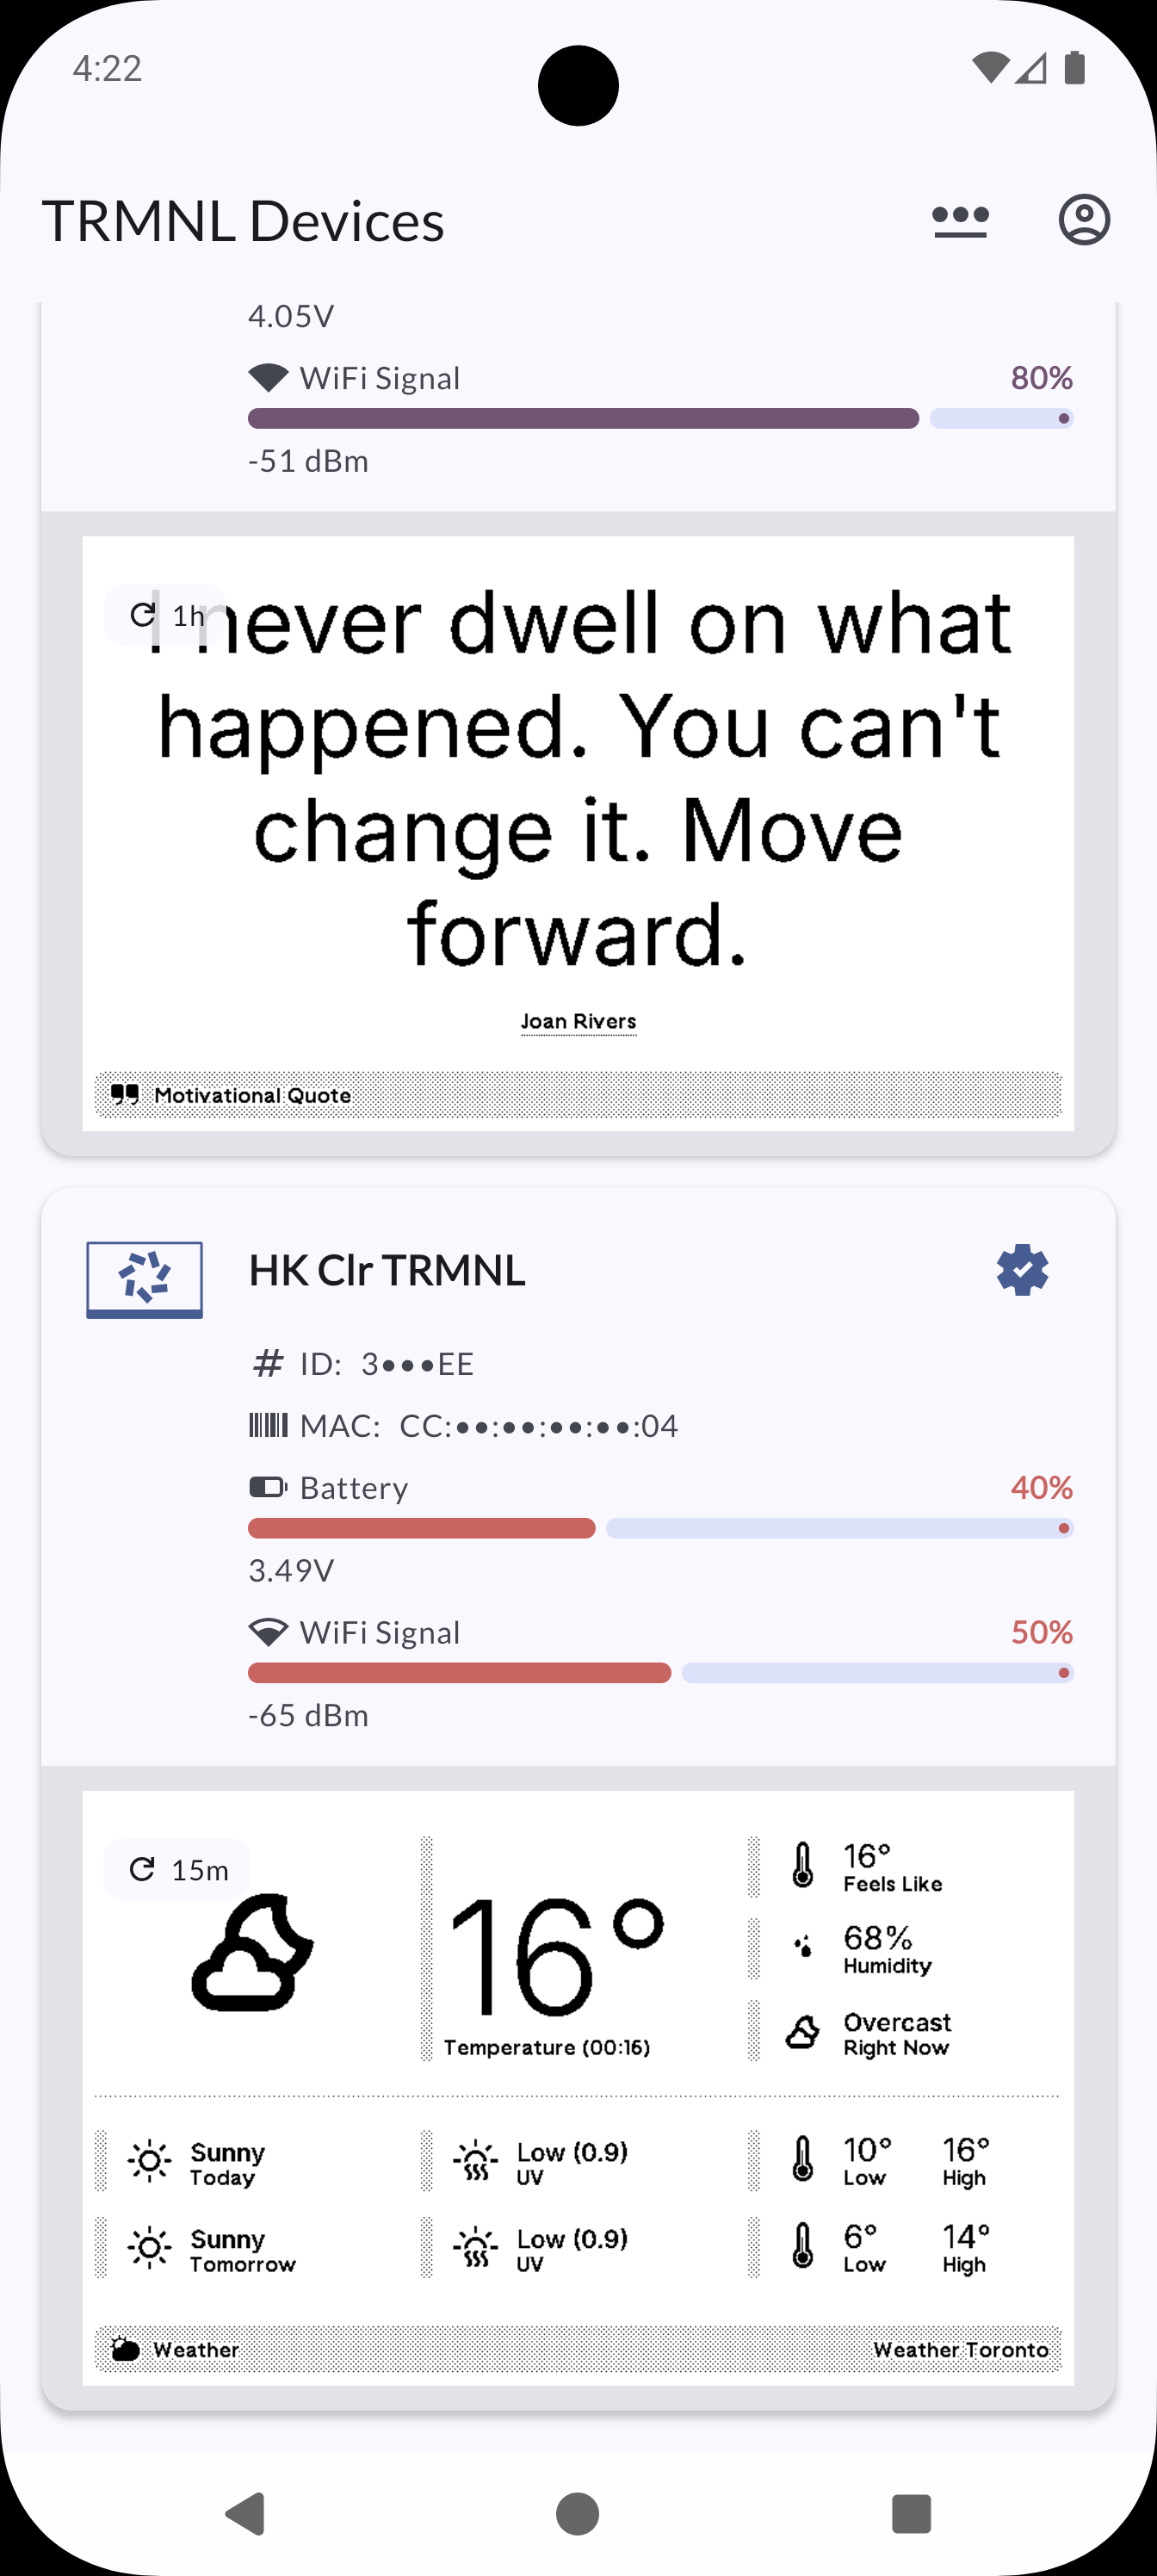 4:22
TRMNL Devices
4.05V
WiFi Signal 80%
-51 dBm
1h
I never dwell on what
happened. You can't
change it. Move
forward.
Joan Rivers
Motivational Quote
HK Clr TRMNL
ID: 3•••EE
MAC: CC:••:••:••:••:04
Battery 40%
3.49V
WiFi Signal 50%
-65 dBm
15m
16°
Temperature (00:16)
16°
Feels Like
68%
Humidity
Overcast
Right Now
Sunny
Today
Low (0.9)
UV
10° 16°
Low High
Sunny
Tomorrow
Low (0.9)
UV
6° 14°
Low High
Weather Weather Toronto